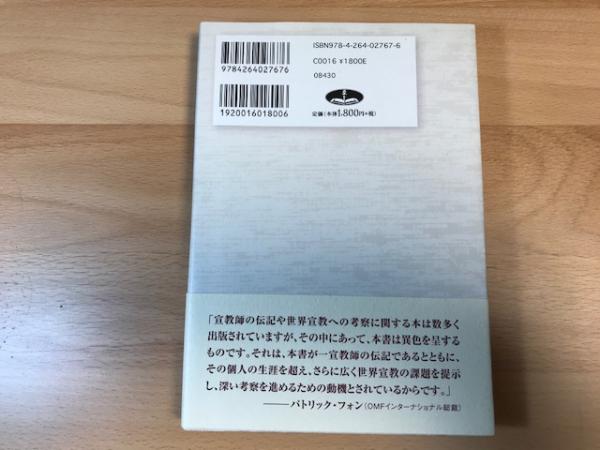 ISBN978-4-264-02767-6
C0016 ¥1800E
08430
9784264027676
1920016018006
定価(本体1,800円+税)
「宣教師の伝記や世界宣教への考察に関する本は数多く
出版されていますが、その中にあって、本書は異色を呈する
ものです。それは、本書が一宣教師の伝記であるとともに、
その個人の生涯を超え、さらに広く世界宣教の課題を提示
し、深い考察を進めるための動機とされているからです。」
――パトリック・フォン(OMFインターナショナル総裁)